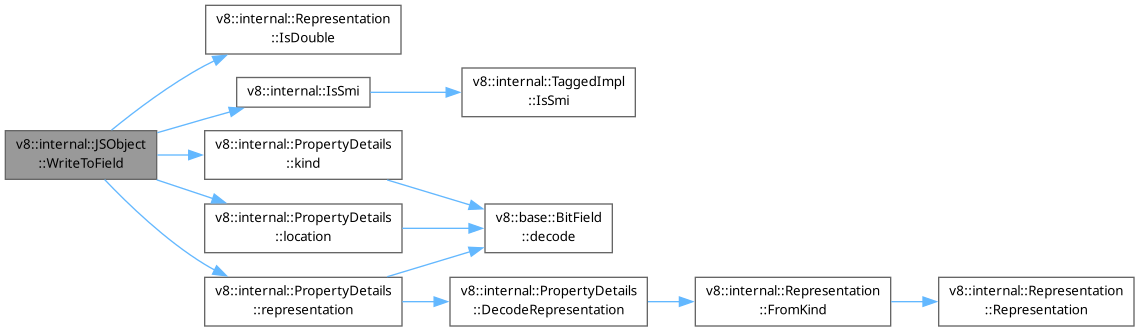 v8::internal::JSObject
::WriteToField
v8::internal::Representation
::IsDouble
v8::internal::IsSmi
v8::internal::TaggedImpl
::IsSmi
v8::internal::PropertyDetails
::kind
v8::internal::PropertyDetails
::location
v8::base::BitField
::decode
v8::internal::PropertyDetails
::representation
v8::internal::PropertyDetails
::DecodeRepresentation
v8::internal::Representation
::FromKind
v8::internal::Representation
::Representation